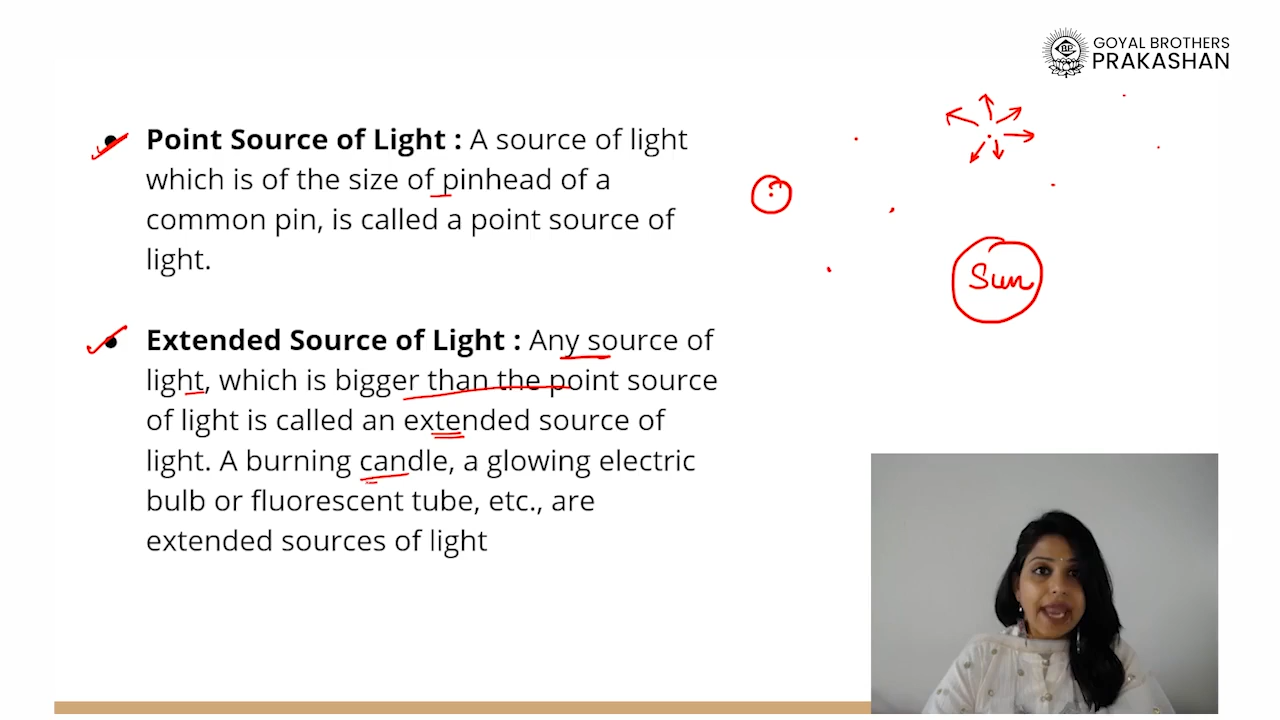 GOYAL BROTHERS
PRAKASHAN
Point Source of Light : A source of light
which is of the size of pinhead of a
common pin, is called a point source of
light.
Extended Source of Light : Any source of
light, which is bigger than the point source
of light is called an extended source of
light. A burning candle, a glowing electric
bulb or fluorescent tube, etc., are
extended sources of light
Sun